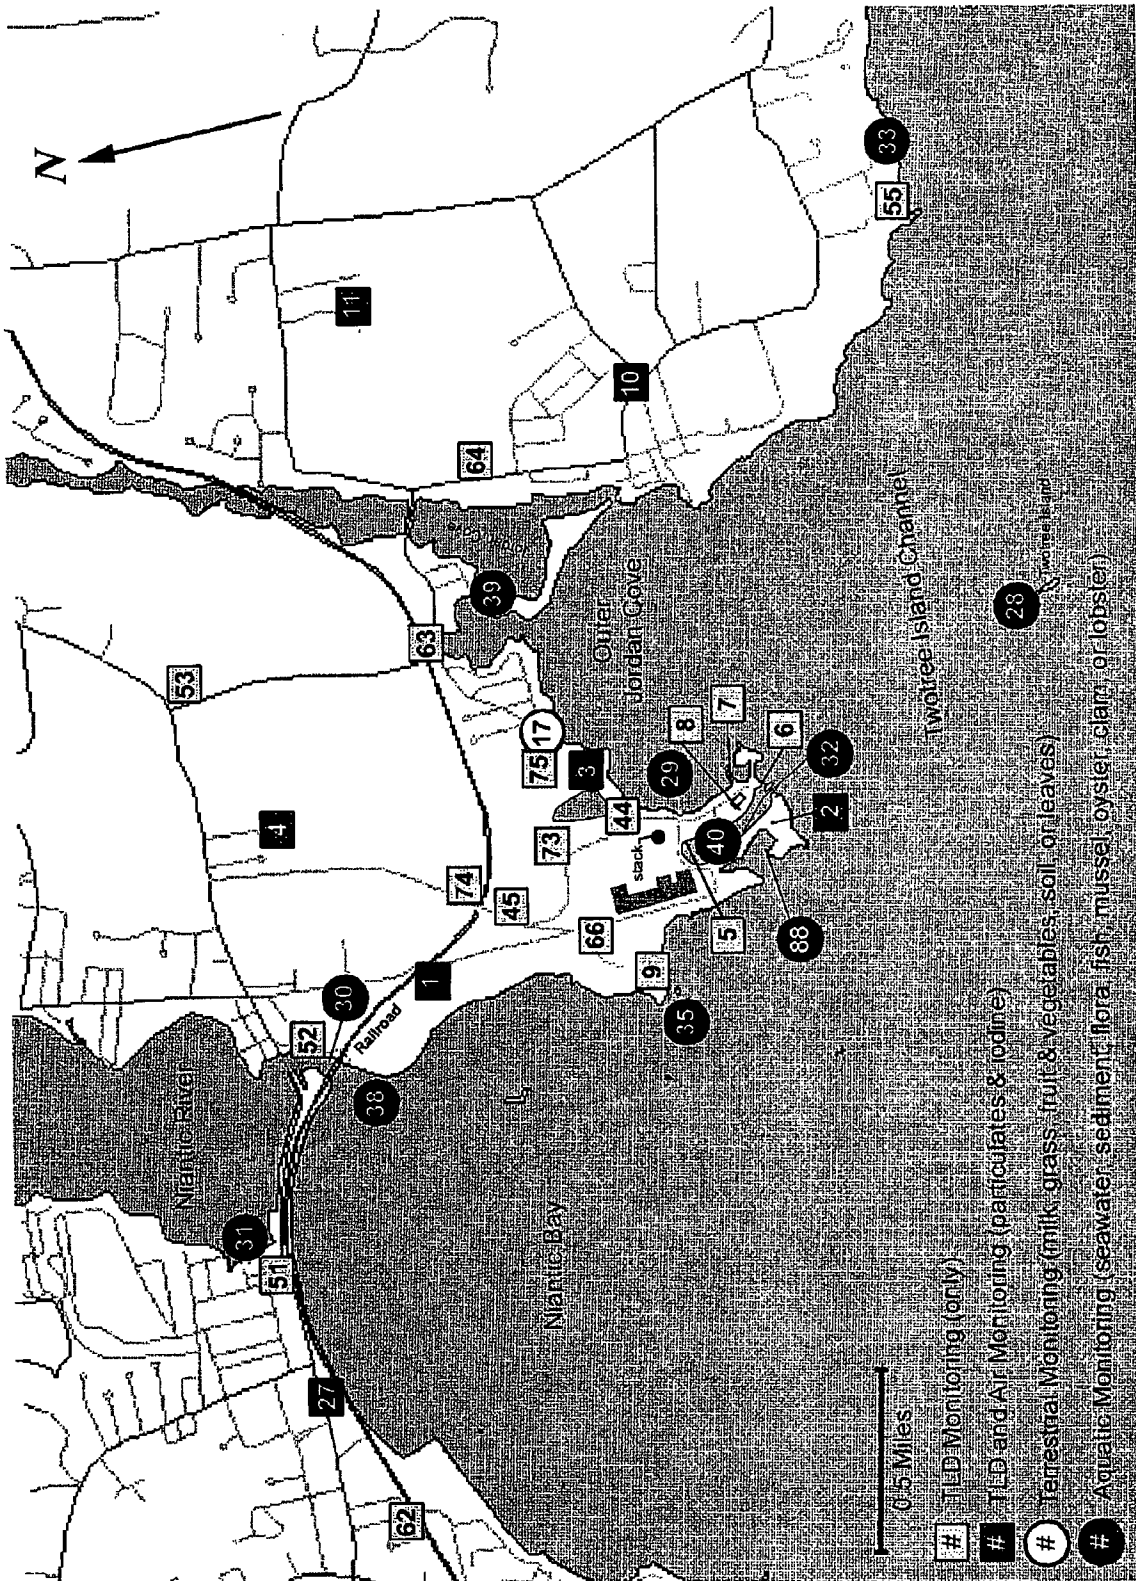 N
11
33
55
10
64
53
63
39
Outer
Jordan Cove
Twotree Island Channel
28
Twotree Island
4
17
75
3
29
8
7
6
32
2
44
73
stack
40
74
45
66
5
88
9
35
1
30
52
Railroad
38
Niantic River
31
51
Niantic Bay
27
62
0.5 Miles
# TLD Monitoring (only)
# TLD and Air Monitoring (particulates & iodine)
# Terrestrial Monitoring (milk, grass, fruit & vegetables, soil, or leaves)
# Aquatic Monitoring (seawater, sediment, flora, fish, mussel, oyster, clam, or lobster)